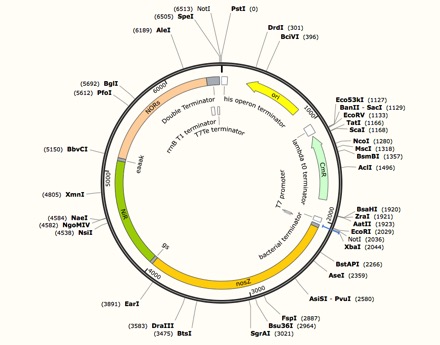 (6513) NotI
PstI (0)
(6505) SpeI
(6189) AleI
DrdI (301)
BciVI (396)
(5692) BglI
(5612) PfoI
(5150) BbvCI
(4805) XmnI
(4584) NaeI
(4582) NgoMIV
(4538) NsiI
(3891) EarI
(3583) DraIII
(3475) BtsI
Eco53kI (1127)
BanII - SacI (1129)
EcoRV (1133)
TatI (1166)
ScaI (1168)
NcoI (1280)
MscI (1318)
BsmBI (1357)
AciI (1496)
BsaHI (1920)
ZraI (1921)
AatII (1923)
EcoRI (2029)
NotI (2036)
XbaI (2044)
BstAPI (2266)
AseI (2359)
AsiSI - PvuI (2580)
FspI (2887)
Bsu36I (2964)
SgrAI (3021)
1000
2000
3000
4000
5000
6000
ori
his operon terminator
Double Terminator
rrnB T1 terminator
T7Te terminator
lambda t0 terminator
CmR
T7 promoter
bacterial terminator
nosZ
gs
NiR
eaaak
NORs